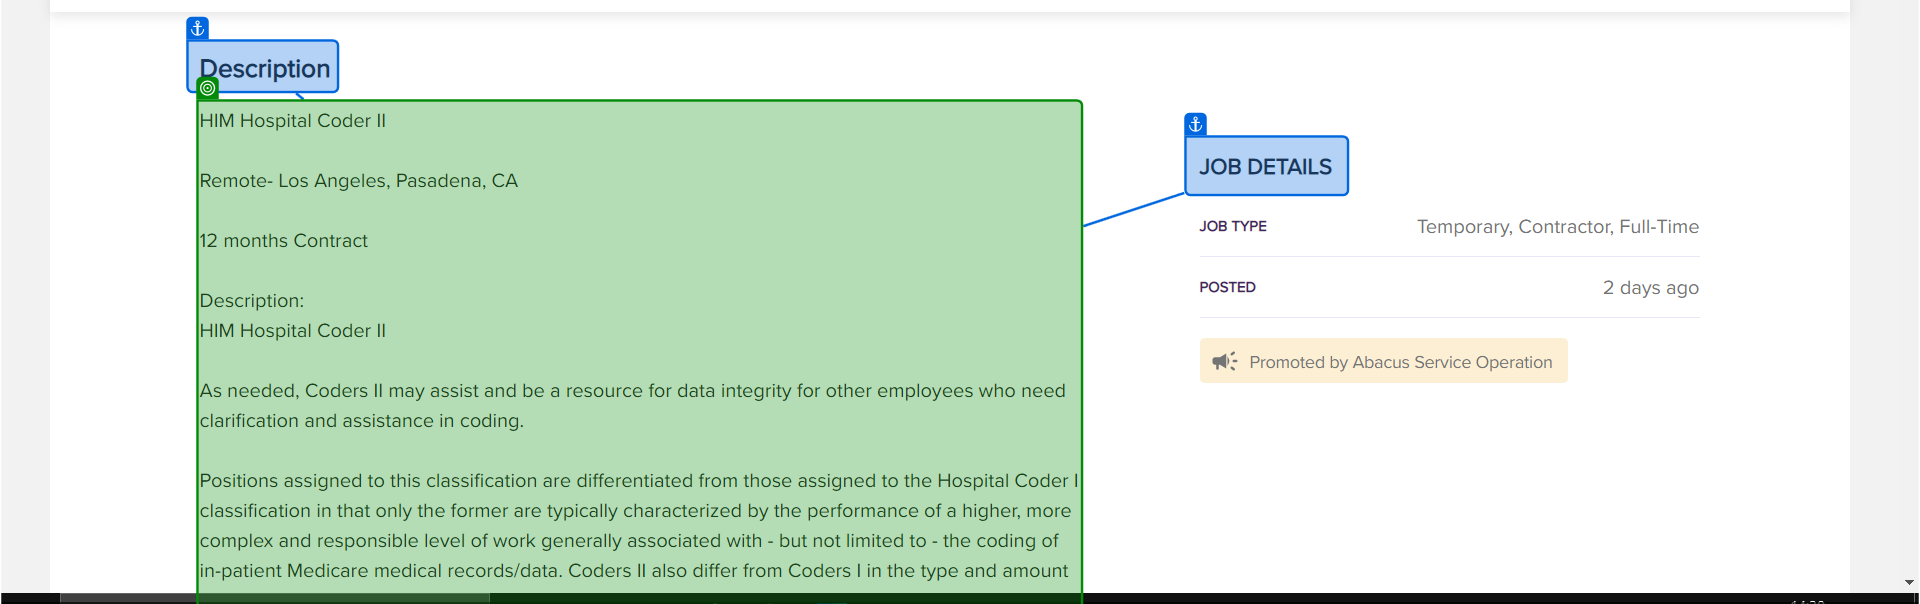 Description
HIM Hospital Coder II
Remote- Los Angeles, Pasadena, CA
12 months Contract
Description:
HIM Hospital Coder II
As needed, Coders II may assist and be a resource for data integrity for other employees who need
clarification and assistance in coding.
Positions assigned to this classification are differentiated from those assigned to the Hospital Coder I
classification in that only the former are typically characterized by the performance of a higher, more
complex and responsible level of work generally associated with - but not limited to - the coding of
in-patient Medicare medical records/data. Coders II also differ from Coders I in the type and amount
JOB DETAILS
JOB TYPE Temporary, Contractor, Full-Time
POSTED 2 days ago
Promoted by Abacus Service Operation